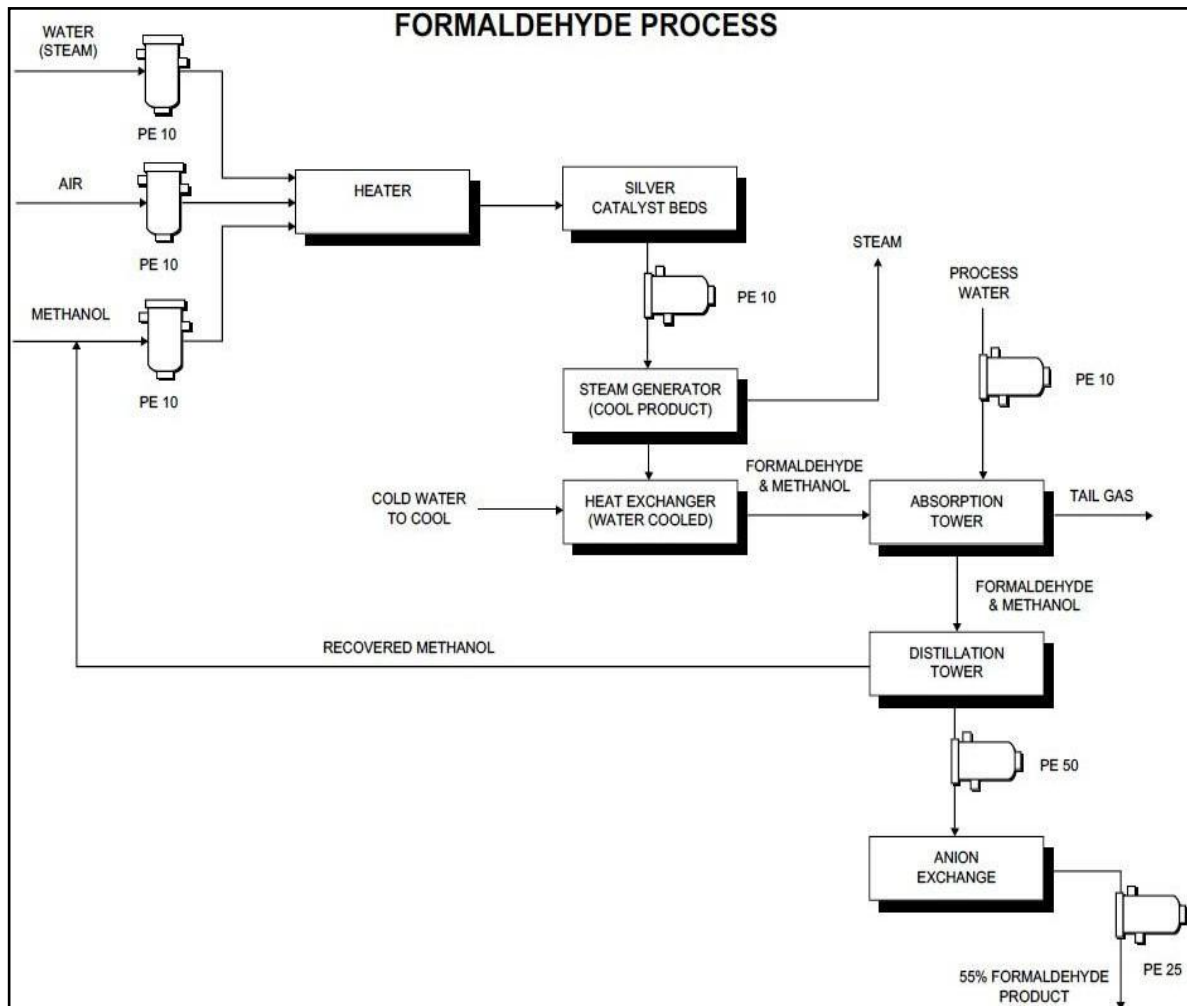 FORMALDEHYDE PROCESS
WATER
(STEAM)
PE 10
AIR
PE 10
METHANOL
PE 10
HEATER
SILVER
CATALYST BEDS
PE 10
STEAM
PROCESS
WATER
PE 10
STEAM GENERATOR
(COOL PRODUCT)
COLD WATER
TO COOL
HEAT EXCHANGER
(WATER COOLED)
FORMALDEHYDE
& METHANOL
ABSORPTION
TOWER
TAIL GAS
FORMALDEHYDE
& METHANOL
RECOVERED METHANOL
DISTILLATION
TOWER
PE 50
ANION
EXCHANGE
PE 25
55% FORMALDEHYDE
PRODUCT